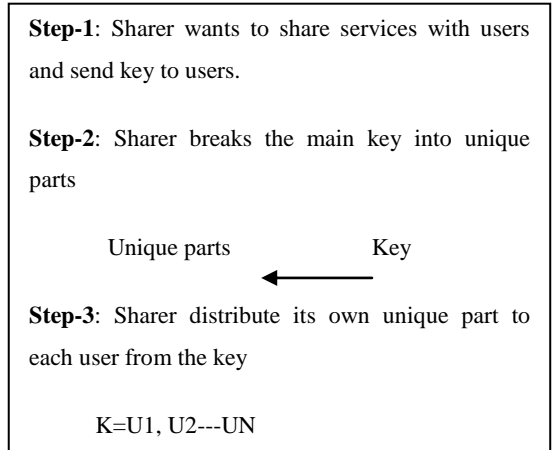 Step-1: Sharer wants to share services with users
and send key to users.
Step-2: Sharer breaks the main key into unique
parts
Unique parts Key
Step-3: Sharer distribute its own unique part to
each user from the key
K=U1, U2---UN